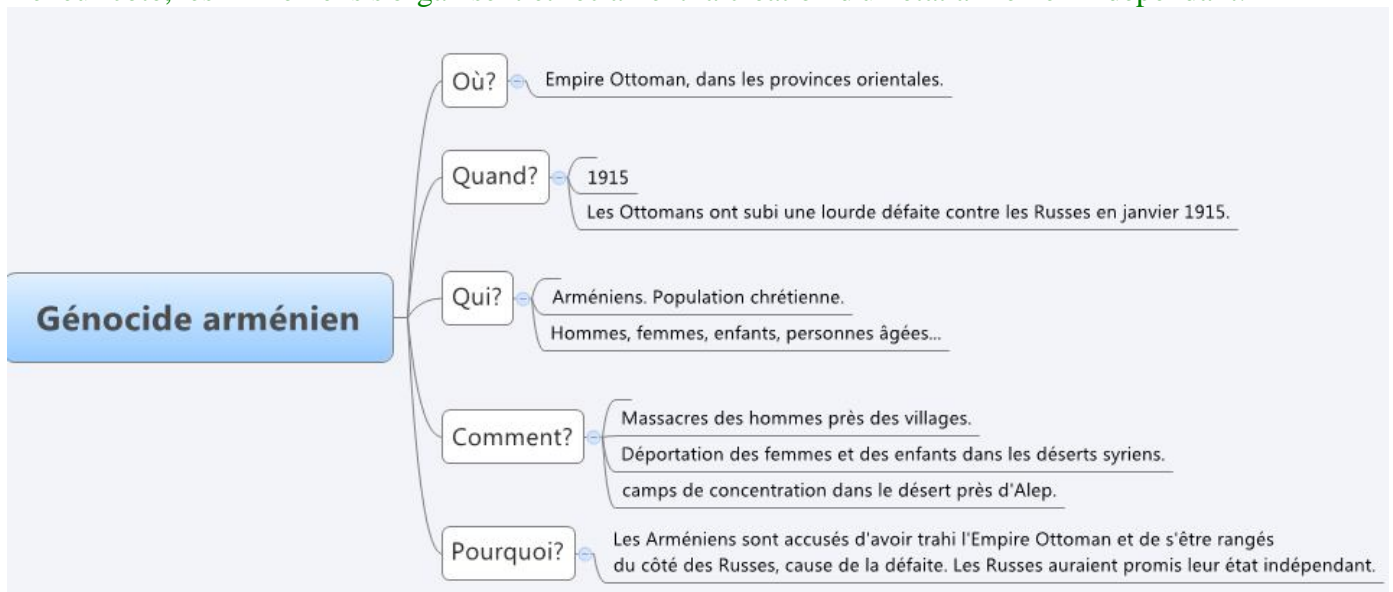 Génocide arménien
Où?
Empire Ottoman, dans les provinces orientales.
Quand?
1915
Les Ottomans ont subi une lourde défaite contre les Russes en janvier 1915.
Qui?
Arméniens. Population chrétienne.
Hommes, femmes, enfants, personnes âgées...
Comment?
Massacres des hommes près des villages.
Déportation des femmes et des enfants dans les déserts syriens.
camps de concentration dans le désert près d'Alep.
Pourquoi?
Les Arméniens sont accusés d'avoir trahi l'Empire Ottoman et de s'être rangés
du côté des Russes, cause de la défaite. Les Russes auraient promis leur état indépendant.